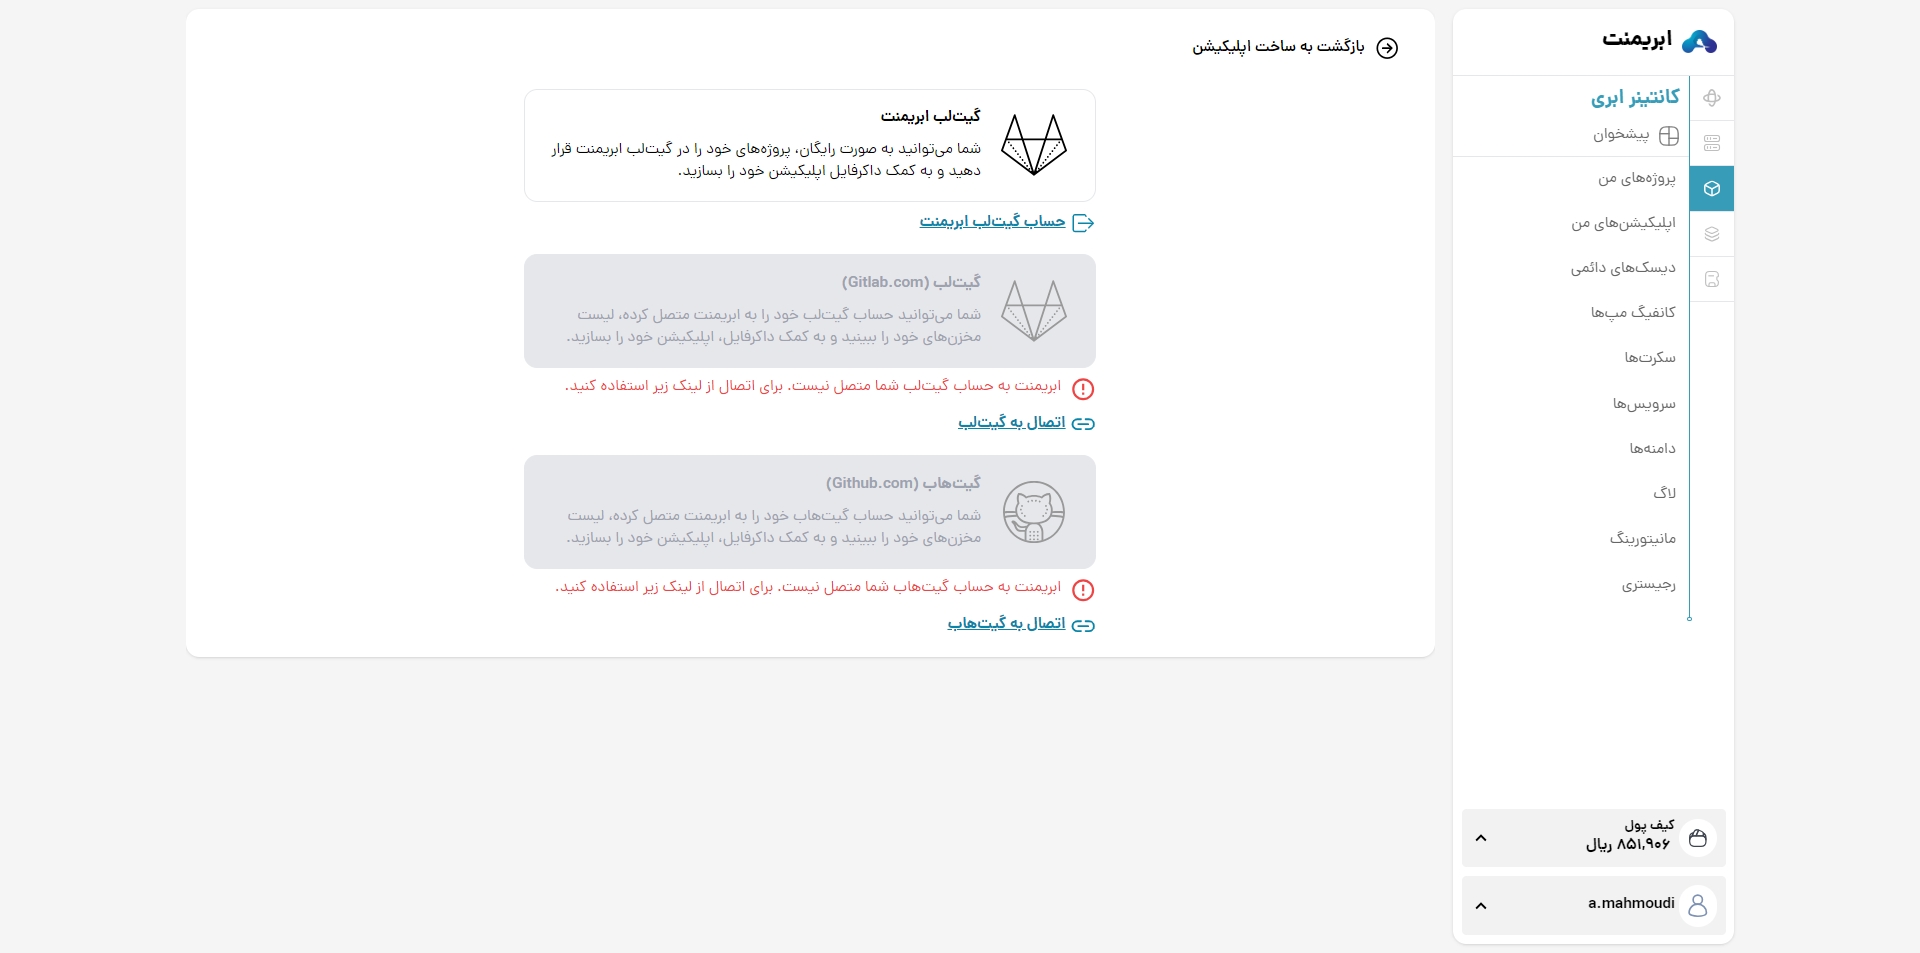 ابریمنت
کانتینر ابری
پیشخوان
پروژه‌های من
اپلیکیشن‌های من
دیسک‌های دائمی
کانفیگ مپ‌ها
سکرت‌ها
سرویس‌ها
دامنه‌ها
لاگ
مانیتورینگ
رجیستری
کیف پول
۸۵۱,۹۰۶ ریال
a.mahmoudi
بازگشت به ساخت اپلیکیشن
گیت‌لب ابریمنت
شما می‌توانید به صورت رایگان، پروژه‌های خود را در گیت‌لب ابریمنت قرار
دهید و به کمک داکرفایل اپلیکیشن خود را بسازید.
حساب گیت‌لب ابریمنت
گیت‌لب (Gitlab.com)
شما می‌توانید حساب گیت‌لب خود را به ابریمنت متصل کرده، لیست
مخزن‌های خود را ببینید و به کمک داکرفایل، اپلیکیشن خود را بسازید.
ابریمنت به حساب گیت‌لب شما متصل نیست. برای اتصال از لینک زیر استفاده کنید.
اتصال به گیت‌لب
گیت‌هاب (Github.com)
شما می‌توانید حساب گیت‌هاب خود را به ابریمنت متصل کرده، لیست
مخزن‌های خود را ببینید و به کمک داکرفایل، اپلیکیشن خود را بسازید.
ابریمنت به حساب گیت‌هاب شما متصل نیست. برای اتصال از لینک زیر استفاده کنید.
اتصال به گیت‌هاب